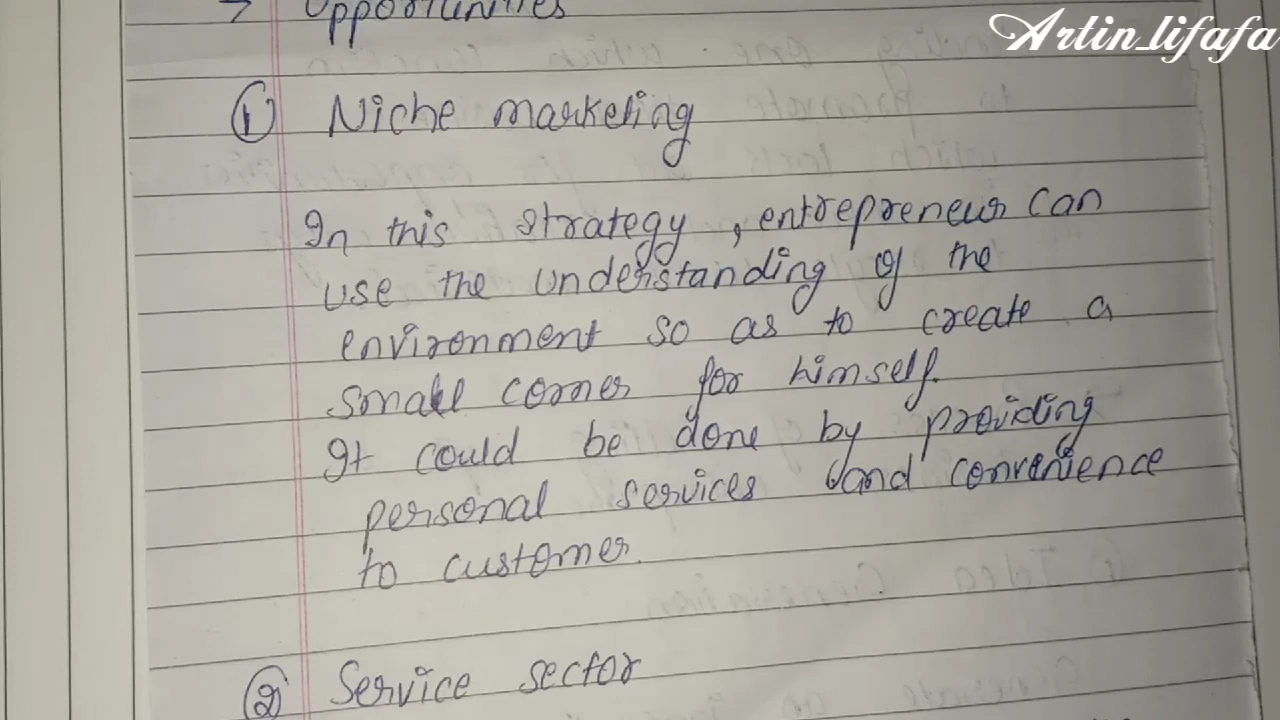 Artin_lifafa
→ Opportunities
① Niche marketing
In this strategy, entrepreneur can
use the understanding of the
environment so as to create a
small corner for himself.
It could be done by providing
personal services and convenience
to customer.
② Service sector